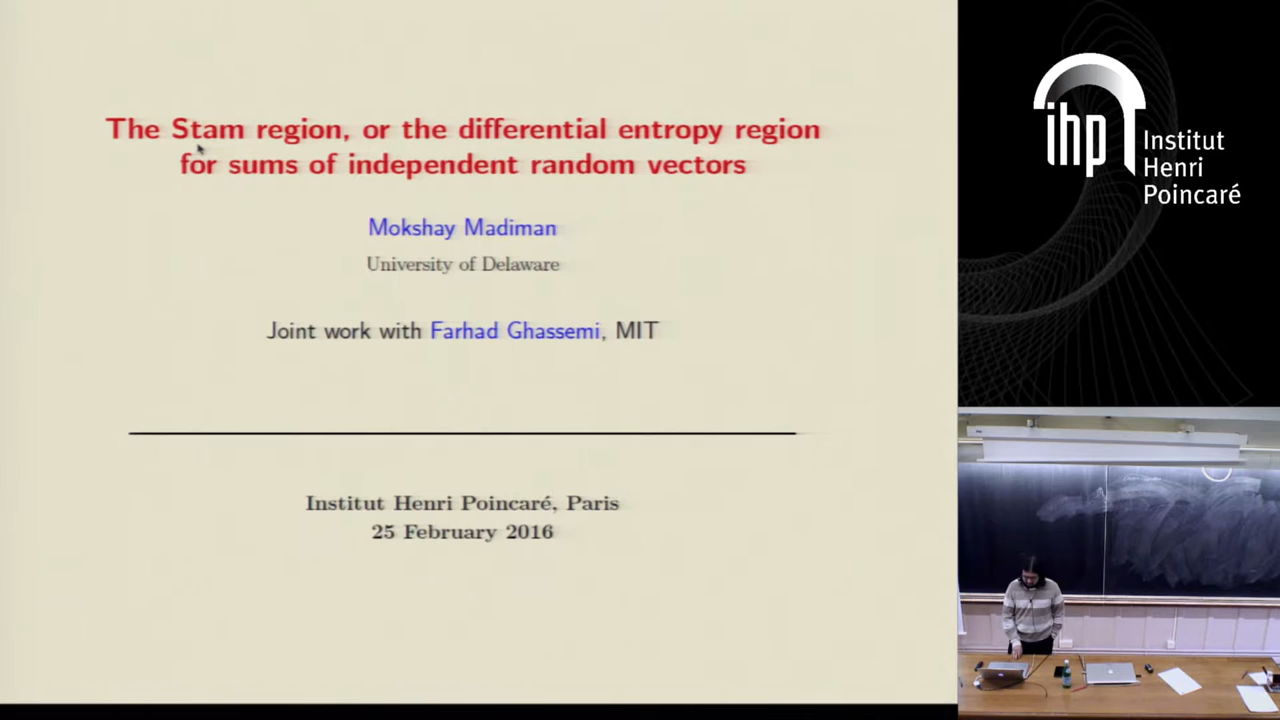 The Stam region, or the differential entropy region
for sums of independent random vectors
Mokshay Madiman
University of Delaware
Joint work with Farhad Ghassemi, MIT
Institut Henri Poincaré, Paris
25 February 2016
ihp
Institut
Henri
Poincaré